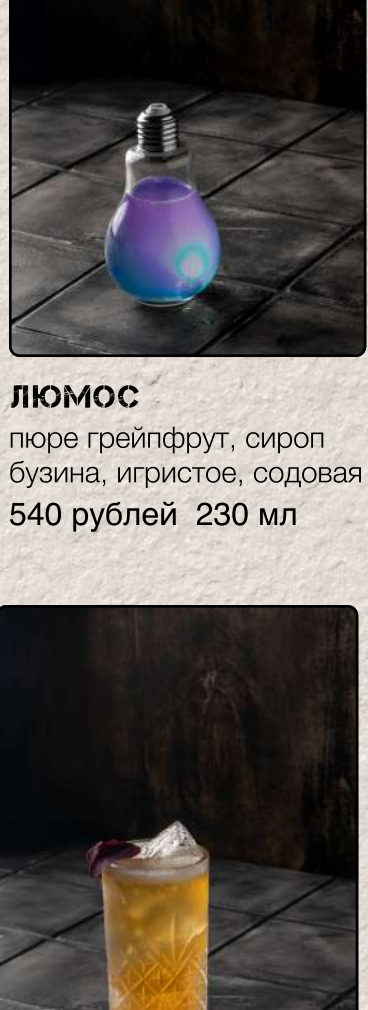 ЛЮМОС
пюре грейпфрут, сироп
бузина, игристое, содовая
540 рублей 230 мл